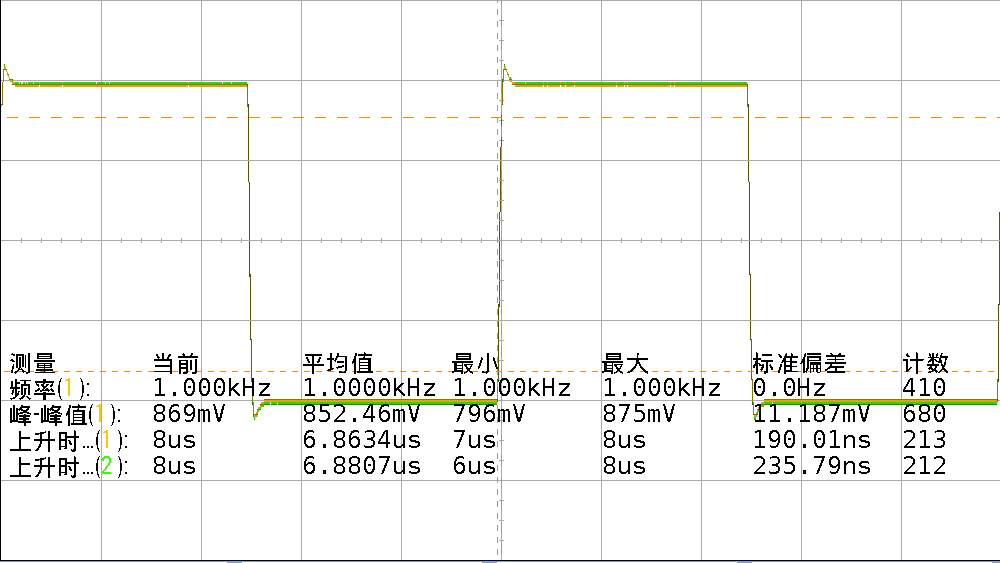 测量 当前 平均值 最小 最大 标准偏差 计数
频率(1): 1.000kHz 1.0000kHz 1.000kHz 1.000kHz 0.0Hz 410
峰-峰值(1): 869mV 852.46mV 796mV 875mV 11.187mV 680
上升时...(1): 8us 6.8634us 7us 8us 190.01ns 213
上升时...(2): 8us 6.8807us 6us 8us 235.79ns 212